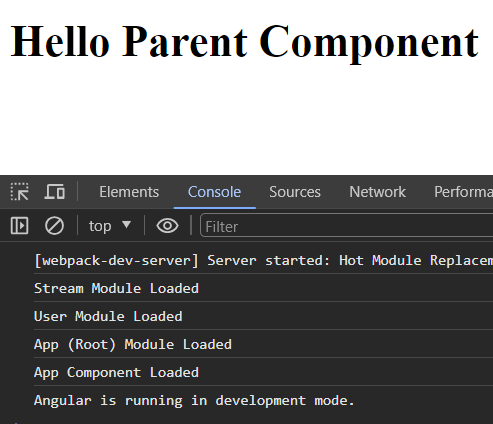 Hello Parent Component
Elements Console Sources Network Performa
top Filter
[webpack-dev-server] Server started: Hot Module Replacem
Stream Module Loaded
User Module Loaded
App (Root) Module Loaded
App Component Loaded
Angular is running in development mode.